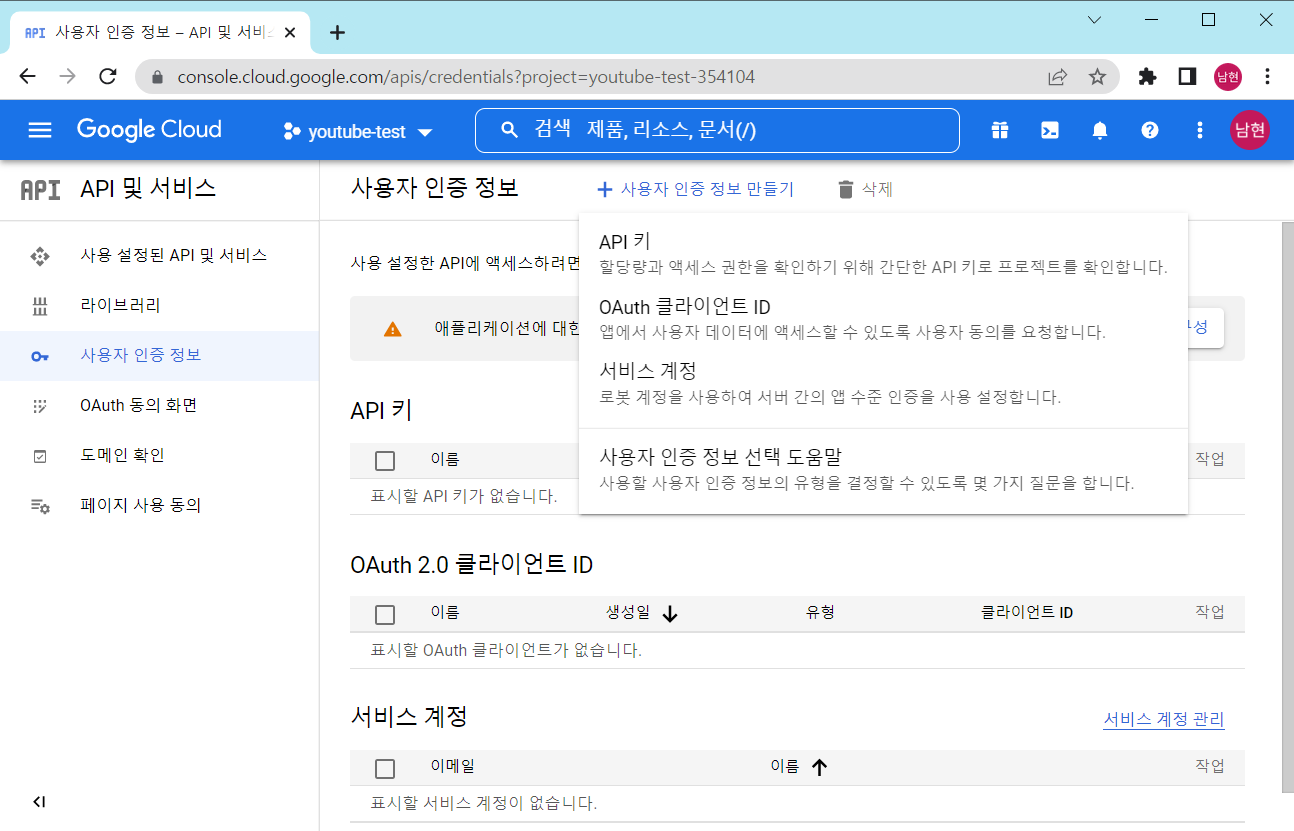 API 사용자 인증 정보 – API 및 서비
console.cloud.google.com/apis/credentials?project=youtube-test-354104
남현
Google Cloud
youtube-test
검색 제품, 리소스, 문서(/)
남현
API API 및 서비스
사용자 인증 정보
사용자 인증 정보 만들기
삭제
사용 설정된 API 및 서비스
라이브러리
사용자 인증 정보
OAuth 동의 화면
도메인 확인
페이지 사용 동의
사용 설정한 API에 액세스하려면
애플리케이션에 대한
성
API 키
할당량과 액세스 권한을 확인하기 위해 간단한 API 키로 프로젝트를 확인합니다.
OAuth 클라이언트 ID
앱에서 사용자 데이터에 액세스할 수 있도록 사용자 동의를 요청합니다.
서비스 계정
로봇 계정을 사용하여 서버 간의 앱 수준 인증을 사용 설정합니다.
사용자 인증 정보 선택 도움말
사용할 사용자 인증 정보의 유형을 결정할 수 있도록 몇 가지 질문을 합니다.
API 키
이름 작업
표시할 API 키가 없습니다.
OAuth 2.0 클라이언트 ID
이름 생성일 유형 클라이언트 ID 작업
표시할 OAuth 클라이언트가 없습니다.
서비스 계정
서비스 계정 관리
이메일 이름 작업
표시할 서비스 계정이 없습니다.